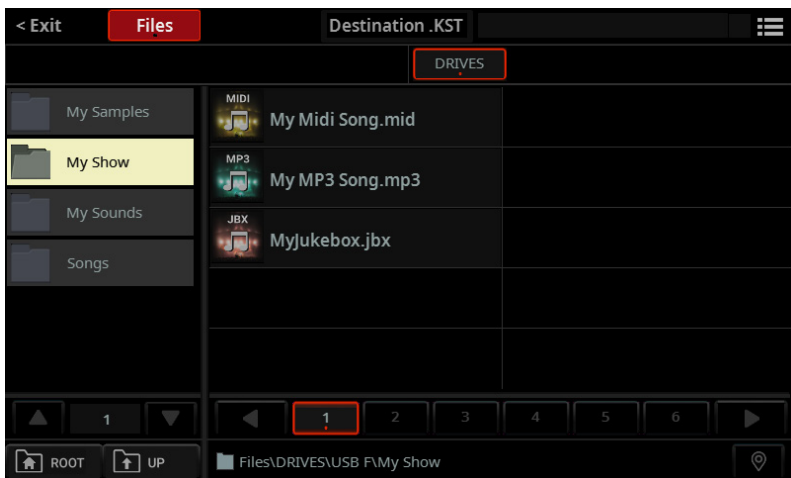 < Exit Files Destination .KST
DRIVES
My Samples
My Show
My Sounds
Songs
MIDI
My Midi Song.mid
MP3
My MP3 Song.mp3
JBX
MyJukebox.jbx
1
1 2 3 4 5 6
ROOT UP Files\DRIVES\USB F\My Show